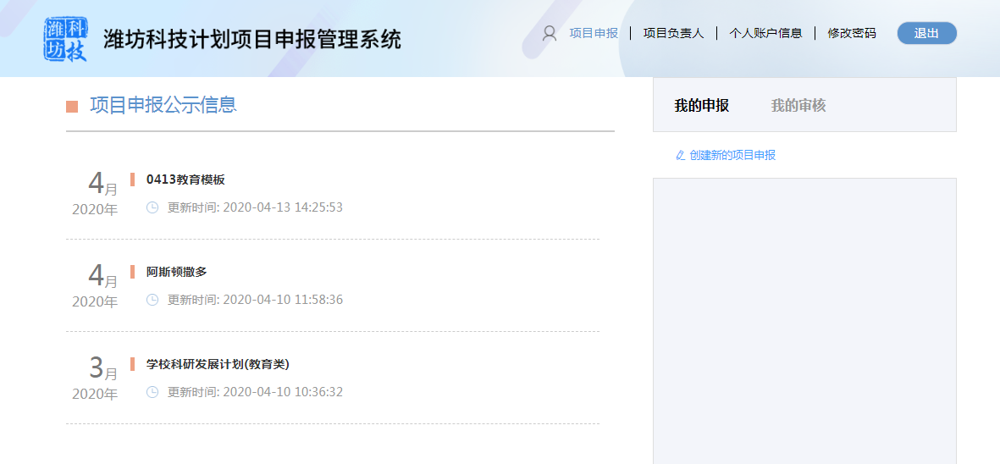 潍坊科技
潍坊科技计划项目申报管理系统
项目申报 | 项目负责人 | 个人账户信息 | 修改密码 退出
项目申报公示信息
4月
2020年
0413教育模板
更新时间: 2020-04-13 14:25:53
4月
2020年
阿斯顿撒多
更新时间: 2020-04-10 11:58:36
3月
2020年
学校科研发展计划(教育类)
更新时间: 2020-04-10 10:36:32
我的申报 我的审核
创建新的项目申报